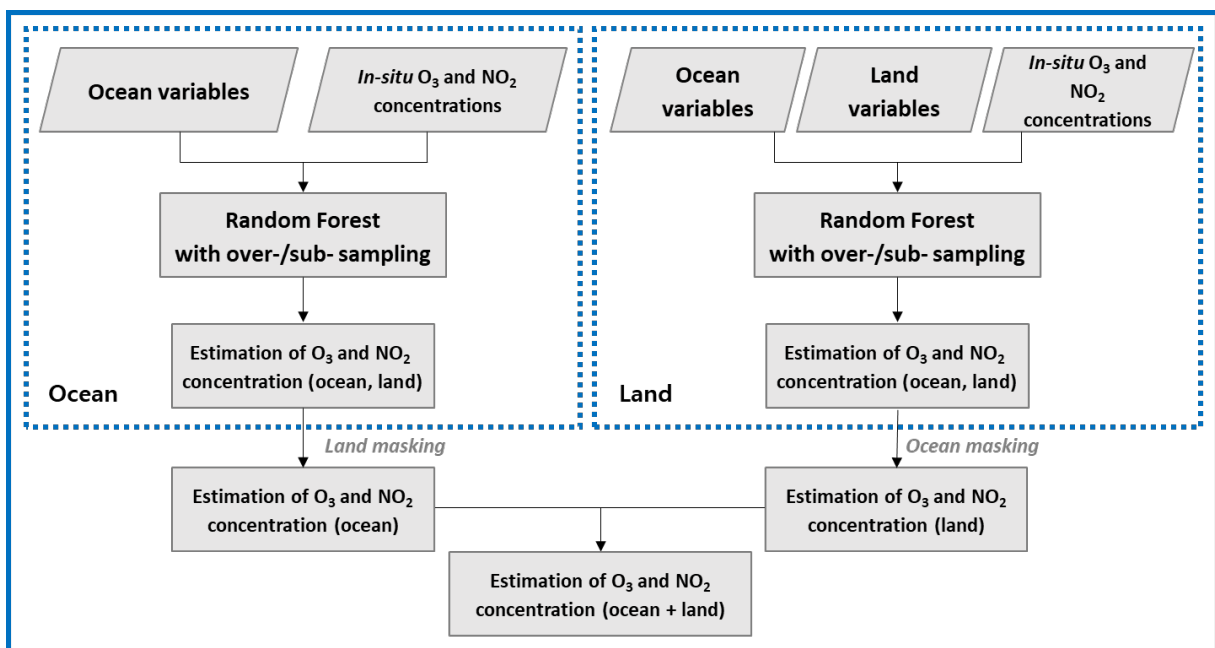 Ocean variables
In-situ O₃ and NO₂
concentrations
Random Forest
with over-/sub- sampling
Estimation of O₃ and NO₂
concentration (ocean, land)
Ocean
Ocean
variables
Land
variables
In-situ O₃ and
NO₂
concentrations
Random Forest
with over-/sub- sampling
Estimation of O₃ and NO₂
concentration (ocean, land)
Land
Land masking
Ocean masking
Estimation of O₃ and NO₂
concentration (ocean)
Estimation of O₃ and NO₂
concentration (land)
Estimation of O₃ and NO₂
concentration (ocean + land)